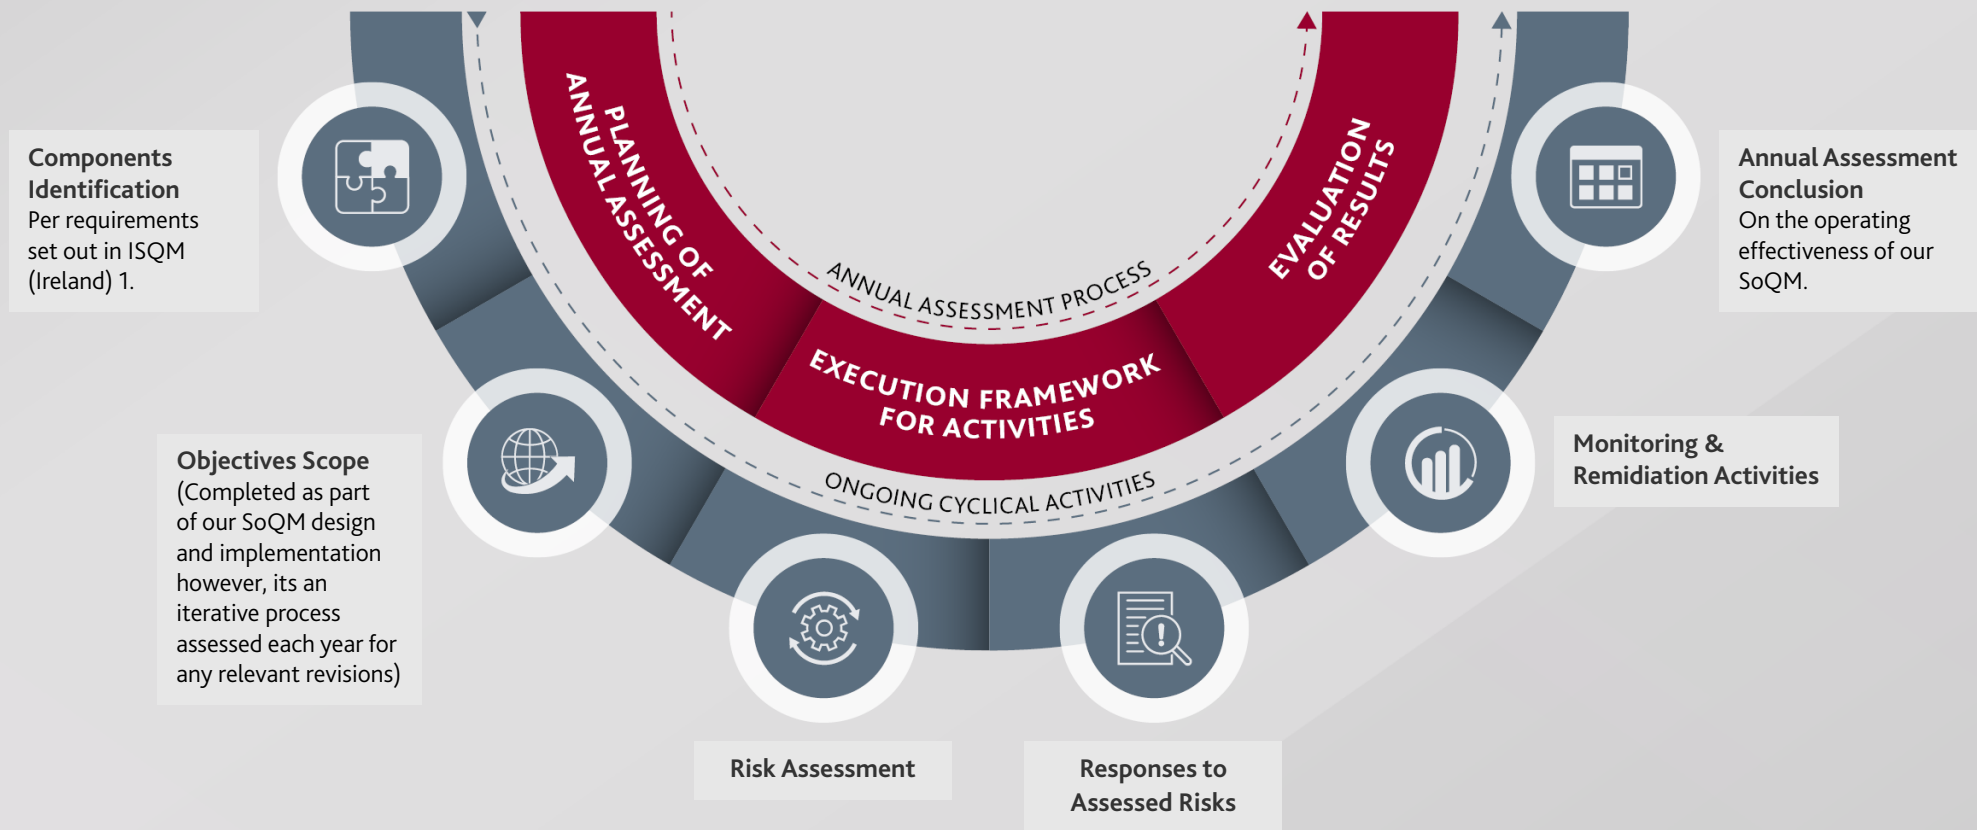 Components
Identification
Per requirements
set out in ISQM
(Ireland) 1.
Objectives Scope
(Completed as part
of our SoQM design
and implementation
however, its an
iterative process
assessed each year for
any relevant revisions)
Risk Assessment
Responses to
Assessed Risks
Monitoring &
Remidiation Activities
Annual Assessment
Conclusion
On the operating
effectiveness of our
SoQM.
PLANNING OF
ANNUAL ASSESSMENT
EXECUTION FRAMEWORK
FOR ACTIVITIES
EVALUATION
OF RESULTS
ANNUAL ASSESSMENT PROCESS
ONGOING CYCLICAL ACTIVITIES